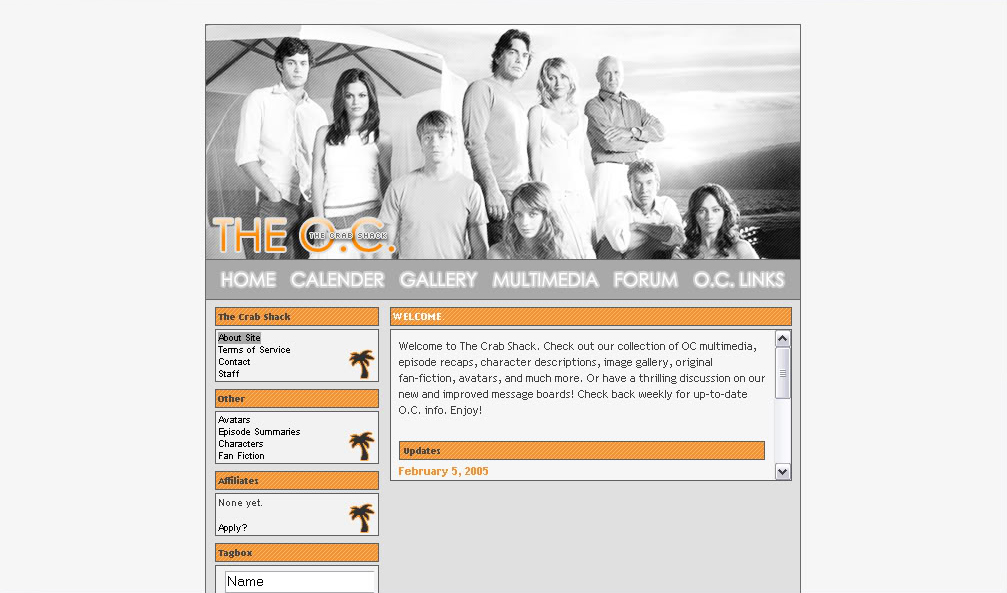 THE O.C.
THE CRAB SHACK
HOME CALENDER GALLERY MULTIMEDIA FORUM O.C. LINKS
The Crab Shack
About Site
Terms of Service
Contact
Staff
Other
Avatars
Episode Summaries
Characters
Fan Fiction
Affiliates
None yet.
Apply?
Tagbox
Name
WELCOME
Welcome to The Crab Shack. Check out our collection of OC multimedia,
episode recaps, character descriptions, image gallery, original
fan-fiction, avatars, and much more. Or have a thrilling discussion on our
new and improved message boards! Check back weekly for up-to-date
O.C. info. Enjoy!
Updates
February 5, 2005